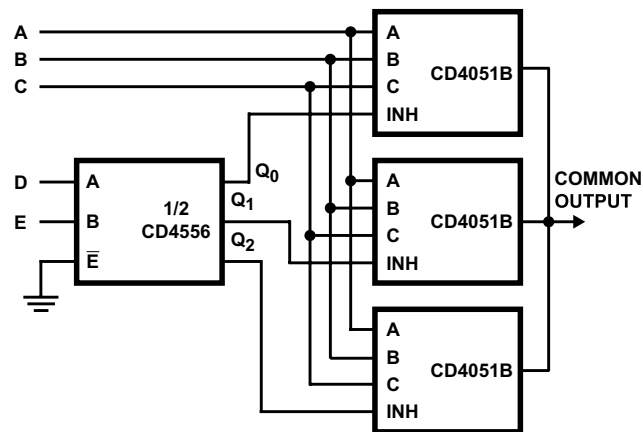 A
B
C
A
B
C
INH
CD4051B
D
E
A
B
E̅
1/2
CD4556
Q0
Q1
Q2
A
B
C
INH
CD4051B
COMMON
OUTPUT
A
B
C
INH
CD4051B